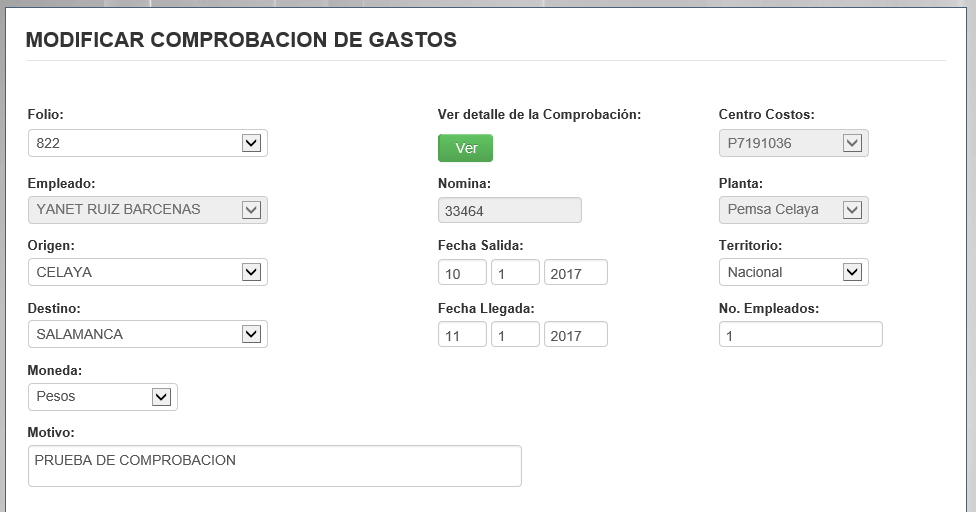 MODIFICAR COMPROBACION DE GASTOS
Folio:
Ver detalle de la Comprobación:
Centro Costos:
822
Ver
P7191036
Empleado:
Nomina:
Planta:
YANET RUIZ BARCENAS
33464
Pemsa Celaya
Origen:
Fecha Salida:
Territorio:
CELAYA
10 1 2017
Nacional
Destino:
Fecha Llegada:
No. Empleados:
SALAMANCA
11 1 2017
1
Moneda:
Pesos
Motivo:
PRUEBA DE COMPROBACION